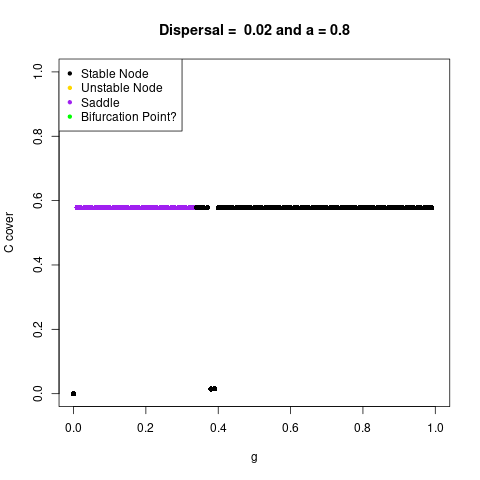 Dispersal =  0.02 and a = 0.8
Stable Node
Unstable Node
Saddle
Bifurcation Point?
C cover
1.0
0.8
0.6
0.4
0.2
0.0
0.0 0.2 0.4 0.6 0.8 1.0
g